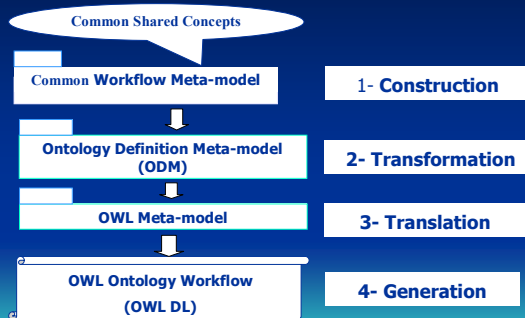 Common Shared Concepts
Common Workflow Meta-model
1- Construction
Ontology Definition Meta-model
(ODM)
2- Transformation
OWL Meta-model
3- Translation
OWL Ontology Workflow
(OWL DL)
4- Generation